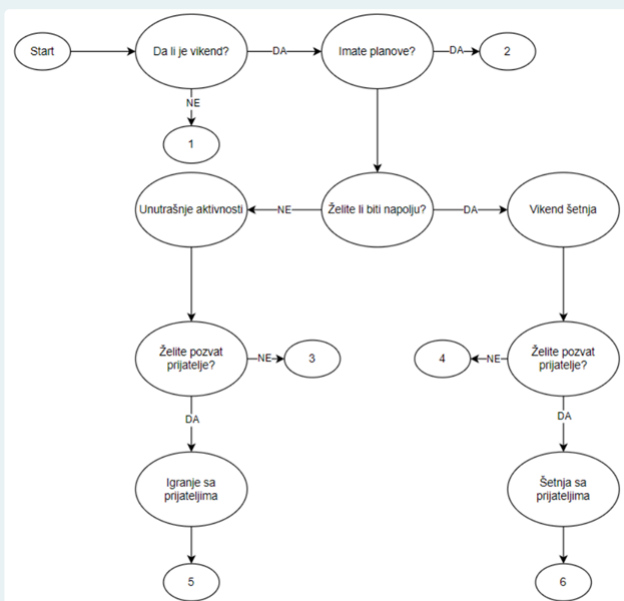 Start
Da li je vikend?
DA
Imate planove?
DA
2
NE
1
Unutrašnje aktivnosti
NE
Želite li biti napolju?
DA
Vikend šetnja
Želite pozvat
prijatelje?
NE
3
4
NE
Želite pozvat
prijatelje?
DA
DA
Igranje sa
prijateljima
Šetnja sa
prijateljima
5
6